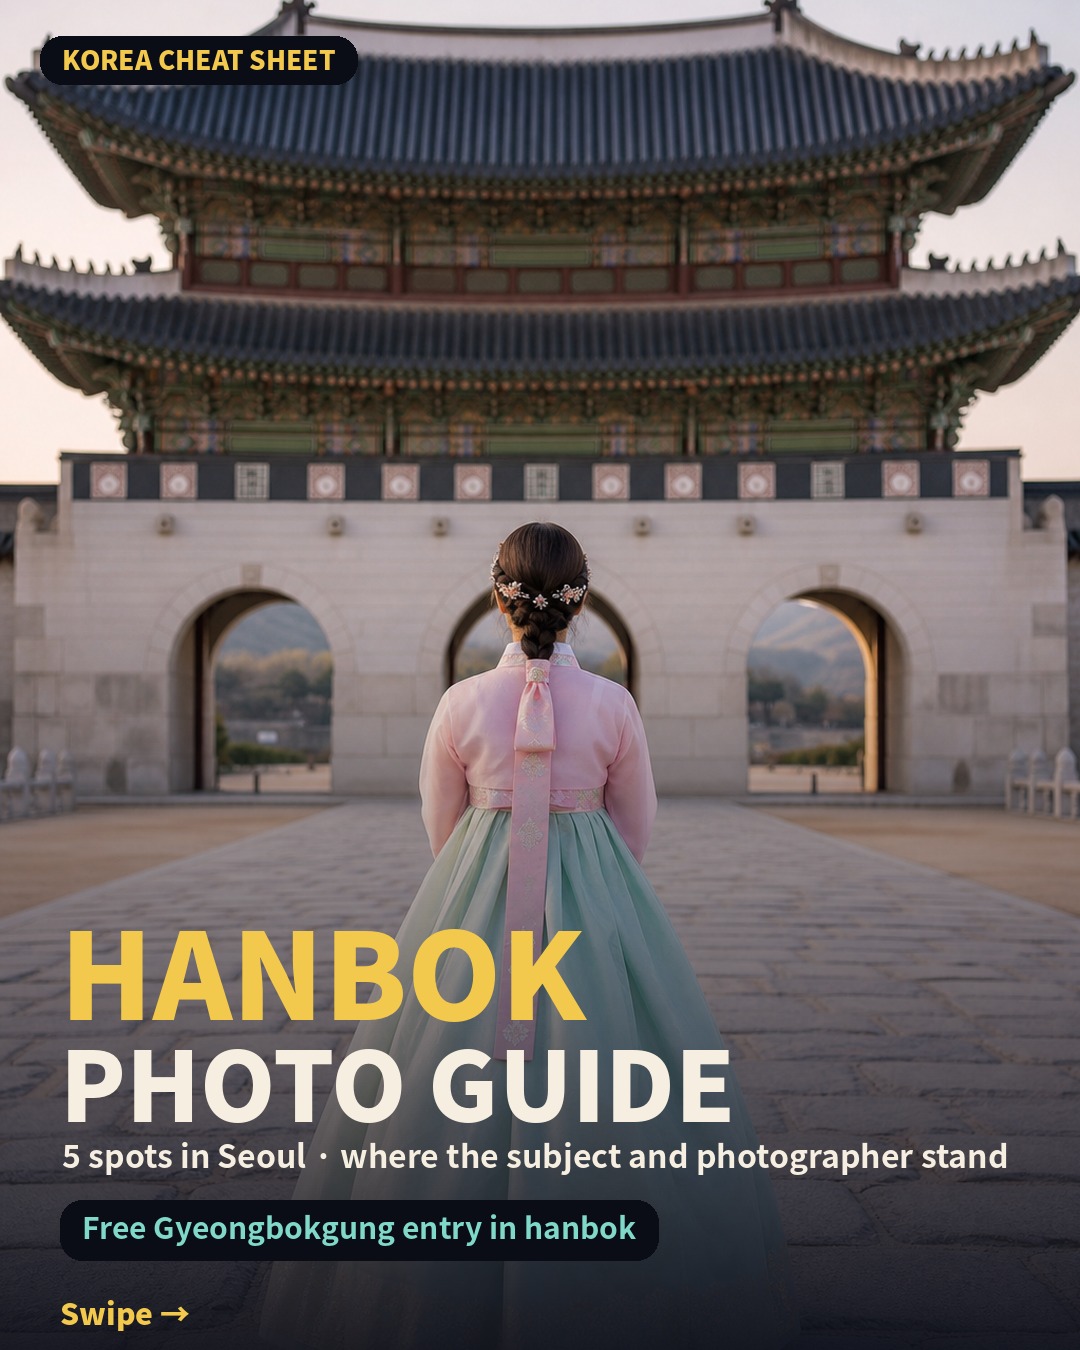 KOREA CHEAT SHEET
HANBOK
PHOTO GUIDE
5 spots in Seoul · where the subject and photographer stand
Free Gyeongbokgung entry in hanbok
Swipe →